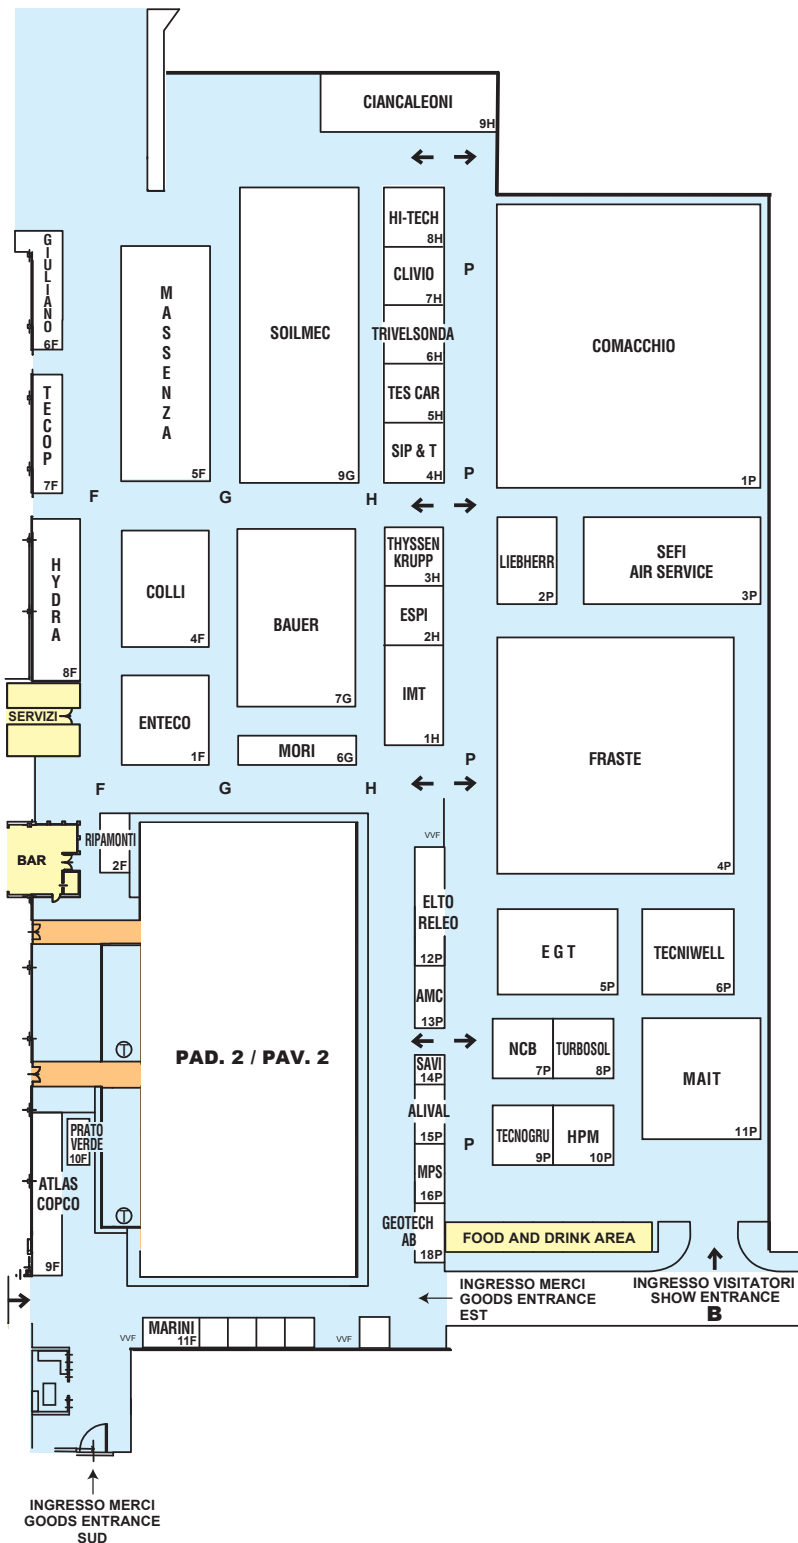 CIANCALEONI
9H
HI-TECH
8H
CLIVIO
7H
TRIVELSONDA
6H
TES CAR
5H
SIP & T
4H
P
P
GIULIANO
6F
MASSENZA
5F
SOILMEC
9G
COMACCHIO
1P
TECOP
7F
F
G
H
HYDRA
8F
COLLI
4F
BAUER
7G
THYSSEN
KRUPP
3H
ESPI
2H
IMT
1H
LIEBHERR
2P
SEFI
AIR SERVICE
3P
SERVIZI
ENTECO
1F
MORI
6G
FRASTE
4P
F
G
H
P
BAR
RIPAMONTI
2F
VVF
ELTO
RELEO
12P
AMC
13P
E G T
5P
TECNIWELL
6P
PAD. 2 / PAV. 2
T
T
SAVI
14P
ALIVAL
15P
MPS
16P
GEOTECH
AB
18P
NCB
7P
TURBOSOL
8P
MAIT
11P
TECNOGRU
9P
HPM
10P
P
PRATO
VERDE
10F
ATLAS
COPCO
9F
FOOD AND DRINK AREA
INGRESSO MERCI
GOODS ENTRANCE
EST
INGRESSO VISITATORI
SHOW ENTRANCE
B
VVF
MARINI
11F
VVF
INGRESSO MERCI
GOODS ENTRANCE
SUD